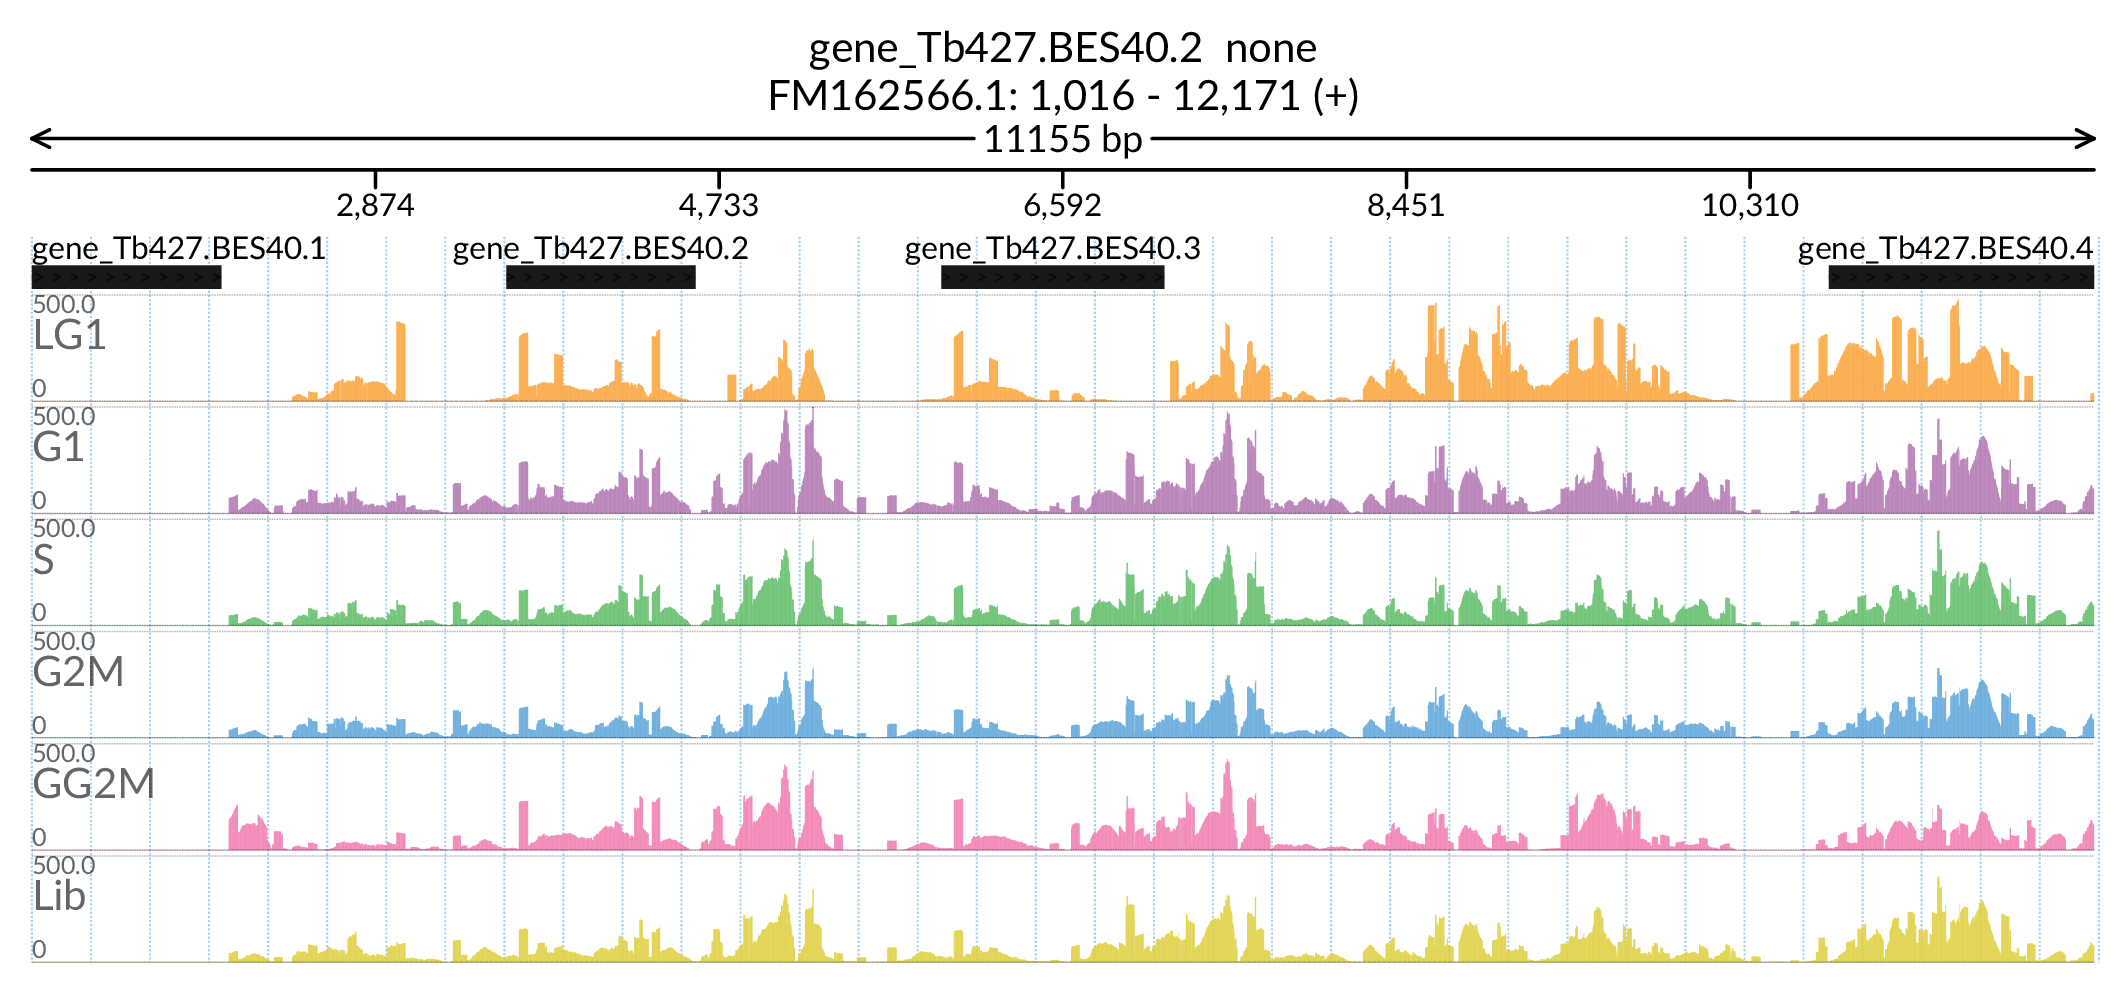 gene_Tb427.BES40.2 none
FM162566.1: 1,016 - 12,171 (+)
11155 bp
2,874 4,733 6,592 8,451 10,310
gene_Tb427.BES40.1 gene_Tb427.BES40.2 gene_Tb427.BES40.3 gene_Tb427.BES40.4
500.0
LG1
0
500.0
G1
0
500.0
S
0
500.0
G2M
0
500.0
GG2M
0
500.0
Lib
0